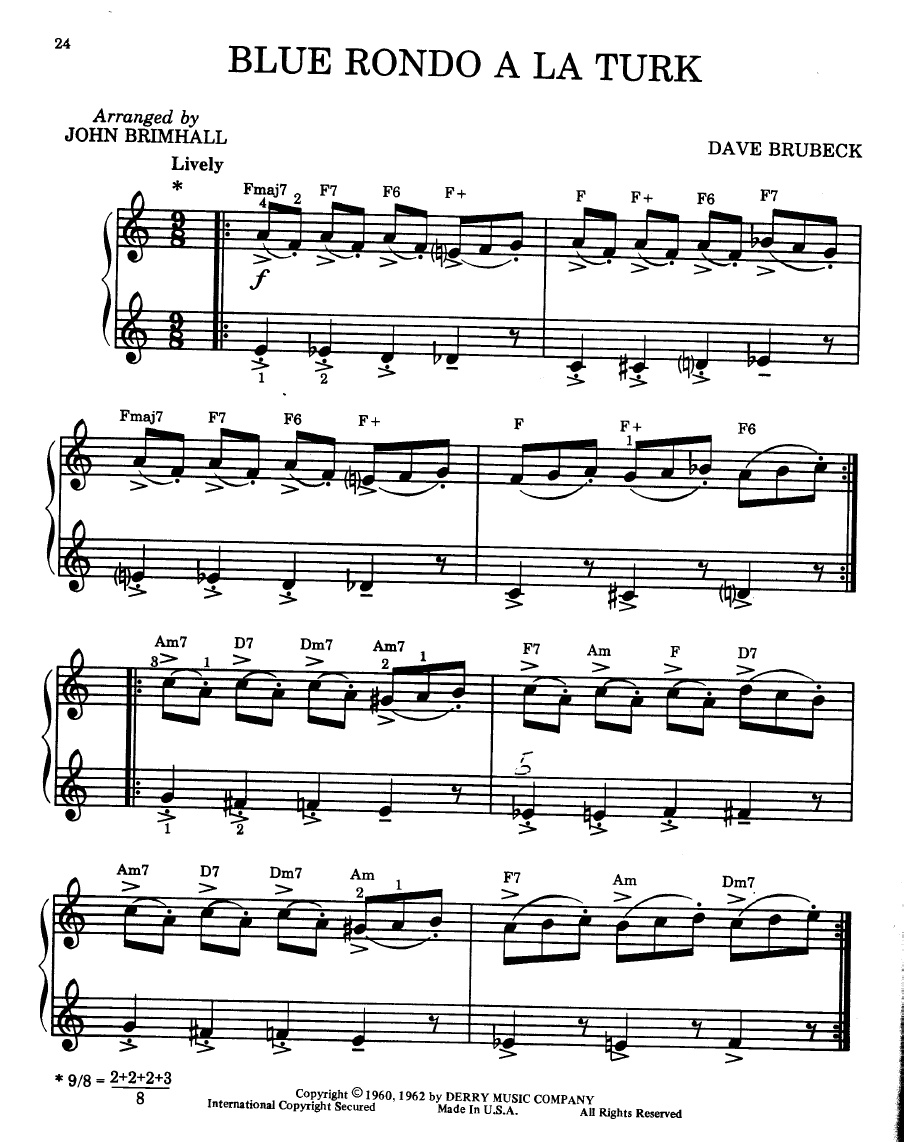 24
BLUE RONDO A LA TURK
Arranged by
JOHN BRIMHALL
DAVE BRUBECK
Lively
*
Fmaj7 F7 F6 F+ F F+ F6 F7
4 2
9/8
f
9/8
1 2
Fmaj7 F7 F6 F+ F F+ F6
1
Am7 D7 Dm7 Am7 F7 Am F D7
3 1 2 1
5
1 2
Am7 D7 Dm7 Am F7 Am Dm7
2 1
* 9/8 = 2+2+2+3
8
Copyright © 1960, 1962 by DERRY MUSIC COMPANY
International Copyright Secured Made In U.S.A. All Rights Reserved